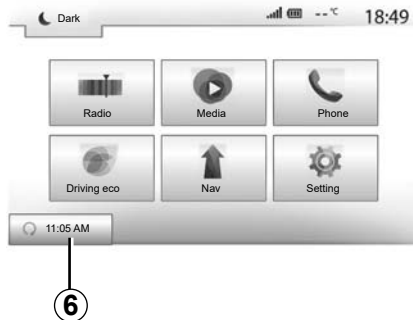 Dark --°C 18:49
Radio Media Phone
Driving eco Nav Setting
11:05 AM
6